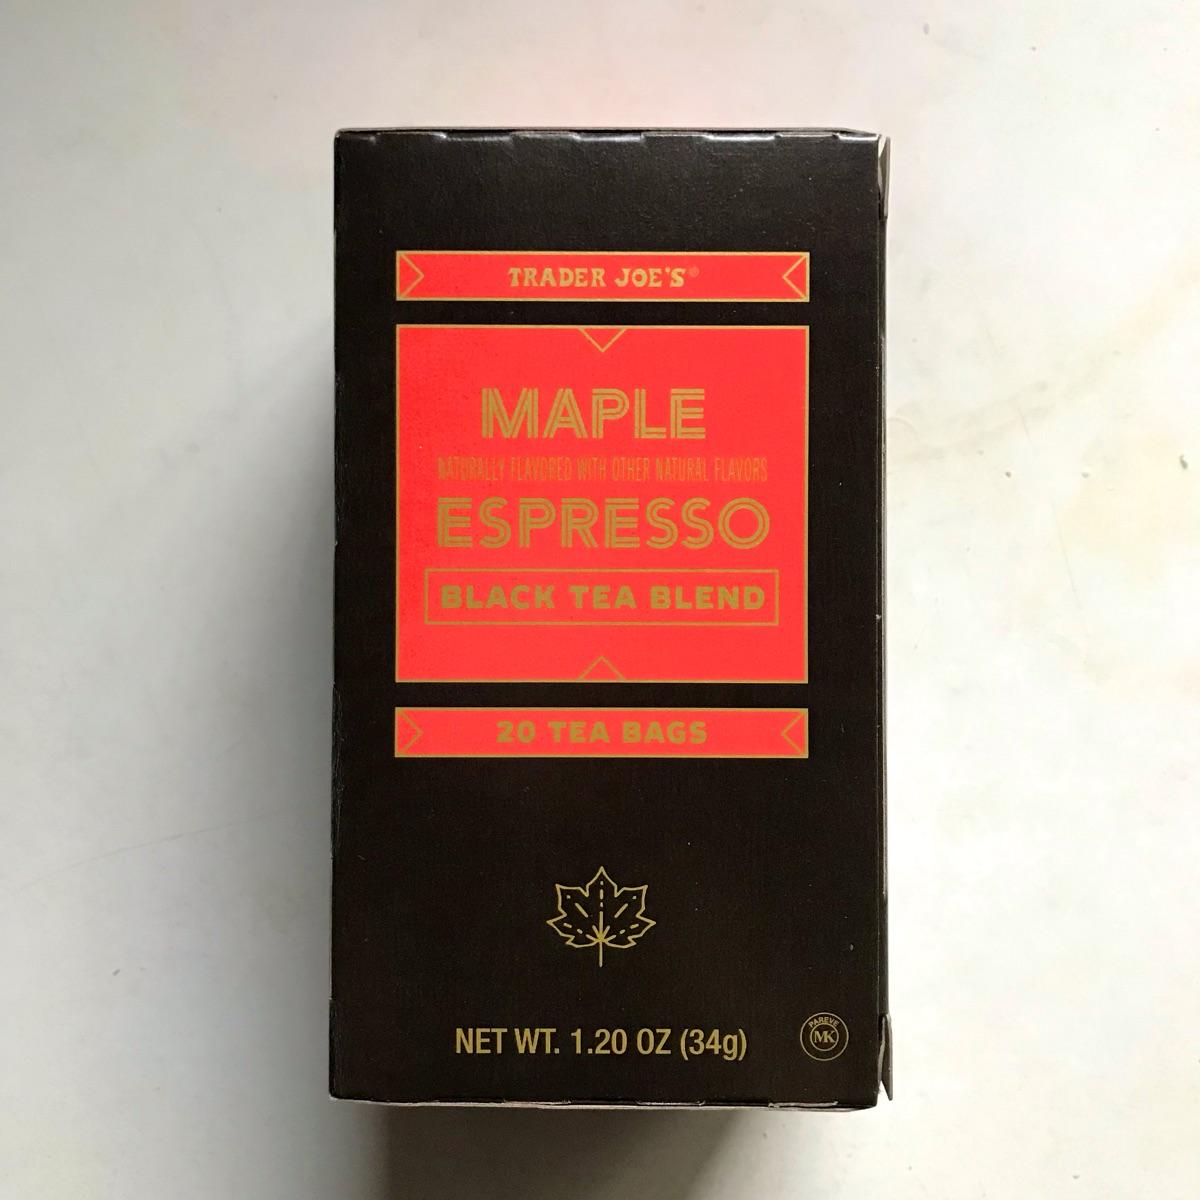 TRADER JOE'S®
MAPLE
NATURALLY FLAVORED WITH OTHER NATURAL FLAVORS
ESPRESSO
BLACK TEA BLEND
20 TEA BAGS
NET WT. 1.20 OZ (34g)
PAREVE
MK